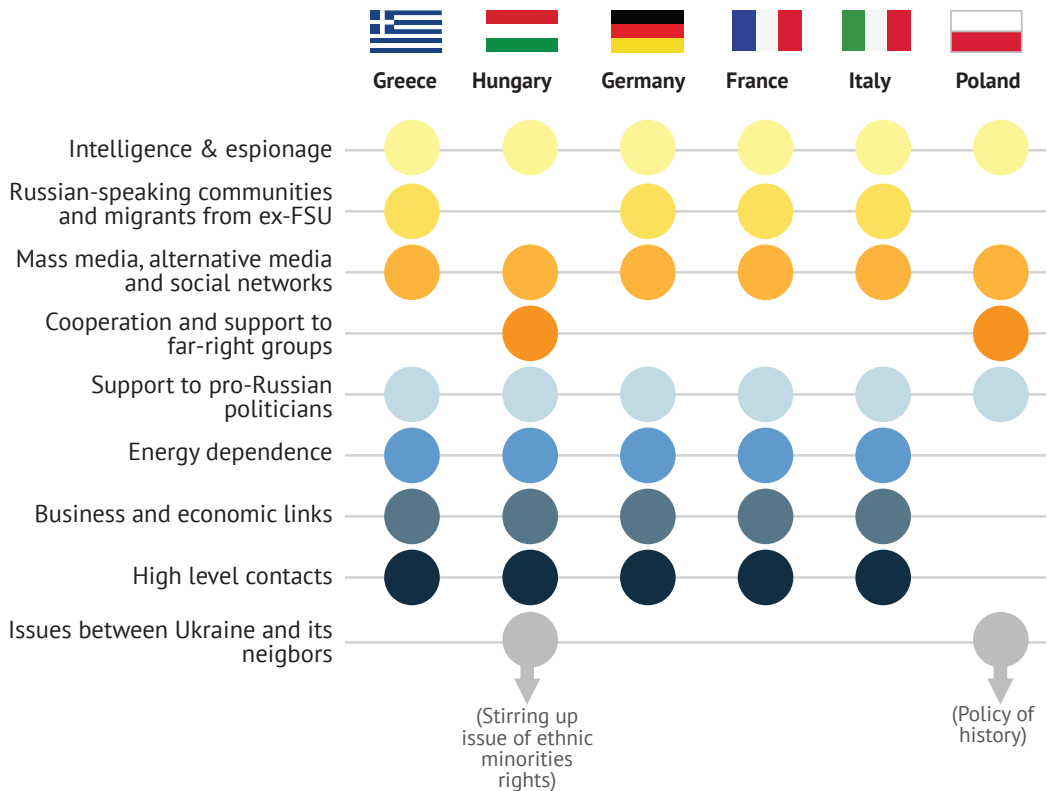 Greece Hungary Germany France Italy Poland
Intelligence & espionage
Russian-speaking communities
and migrants from ex-FSU
Mass media, alternative media
and social networks
Cooperation and support to
far-right groups
Support to pro-Russian
politicians
Energy dependence
Business and economic links
High level contacts
Issues between Ukraine and its
neigbors
(Stirring up
issue of ethnic
minorities
rights)
(Policy of
history)